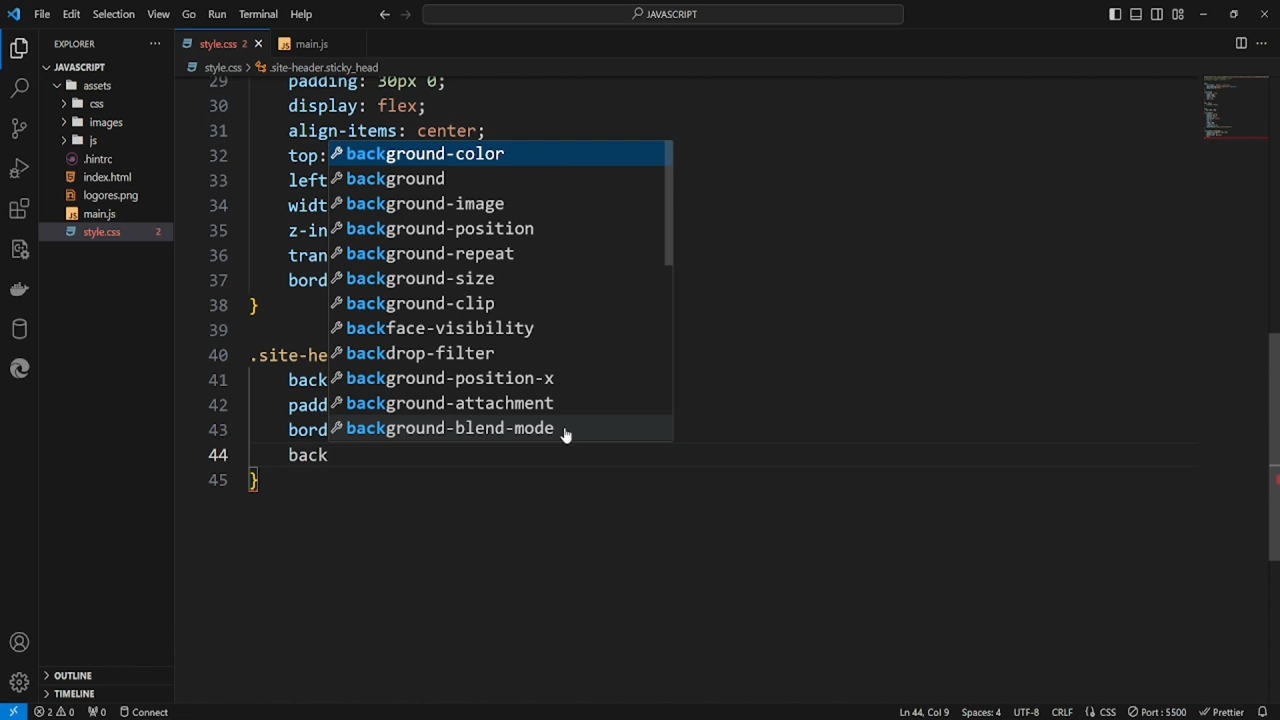 File Edit Selection View Go Run Terminal Help
JAVASCRIPT
EXPLORER
style.css 2
main.js
JAVASCRIPT
style.css > .site-header.sticky_head
assets
css
images
js
.hintrc
index.html
logores.png
main.js
style.css 2
29 padding: 30px 0;
30 display: flex;
31 align-items: center;
32 top:
33 left
34 widt
35 z-in
36 tran
37 bord
38 }
39
40 .site-he
41 back
42 padd
43 bord
44 back
45 }
background-color
background
background-image
background-position
background-repeat
background-size
background-clip
backface-visibility
backdrop-filter
background-position-x
background-attachment
background-blend-mode
OUTLINE
TIMELINE
2 0 0 Connect
Ln 44, Col 9 Spaces: 4 UTF-8 CRLF {} CSS Port : 5500 Prettier